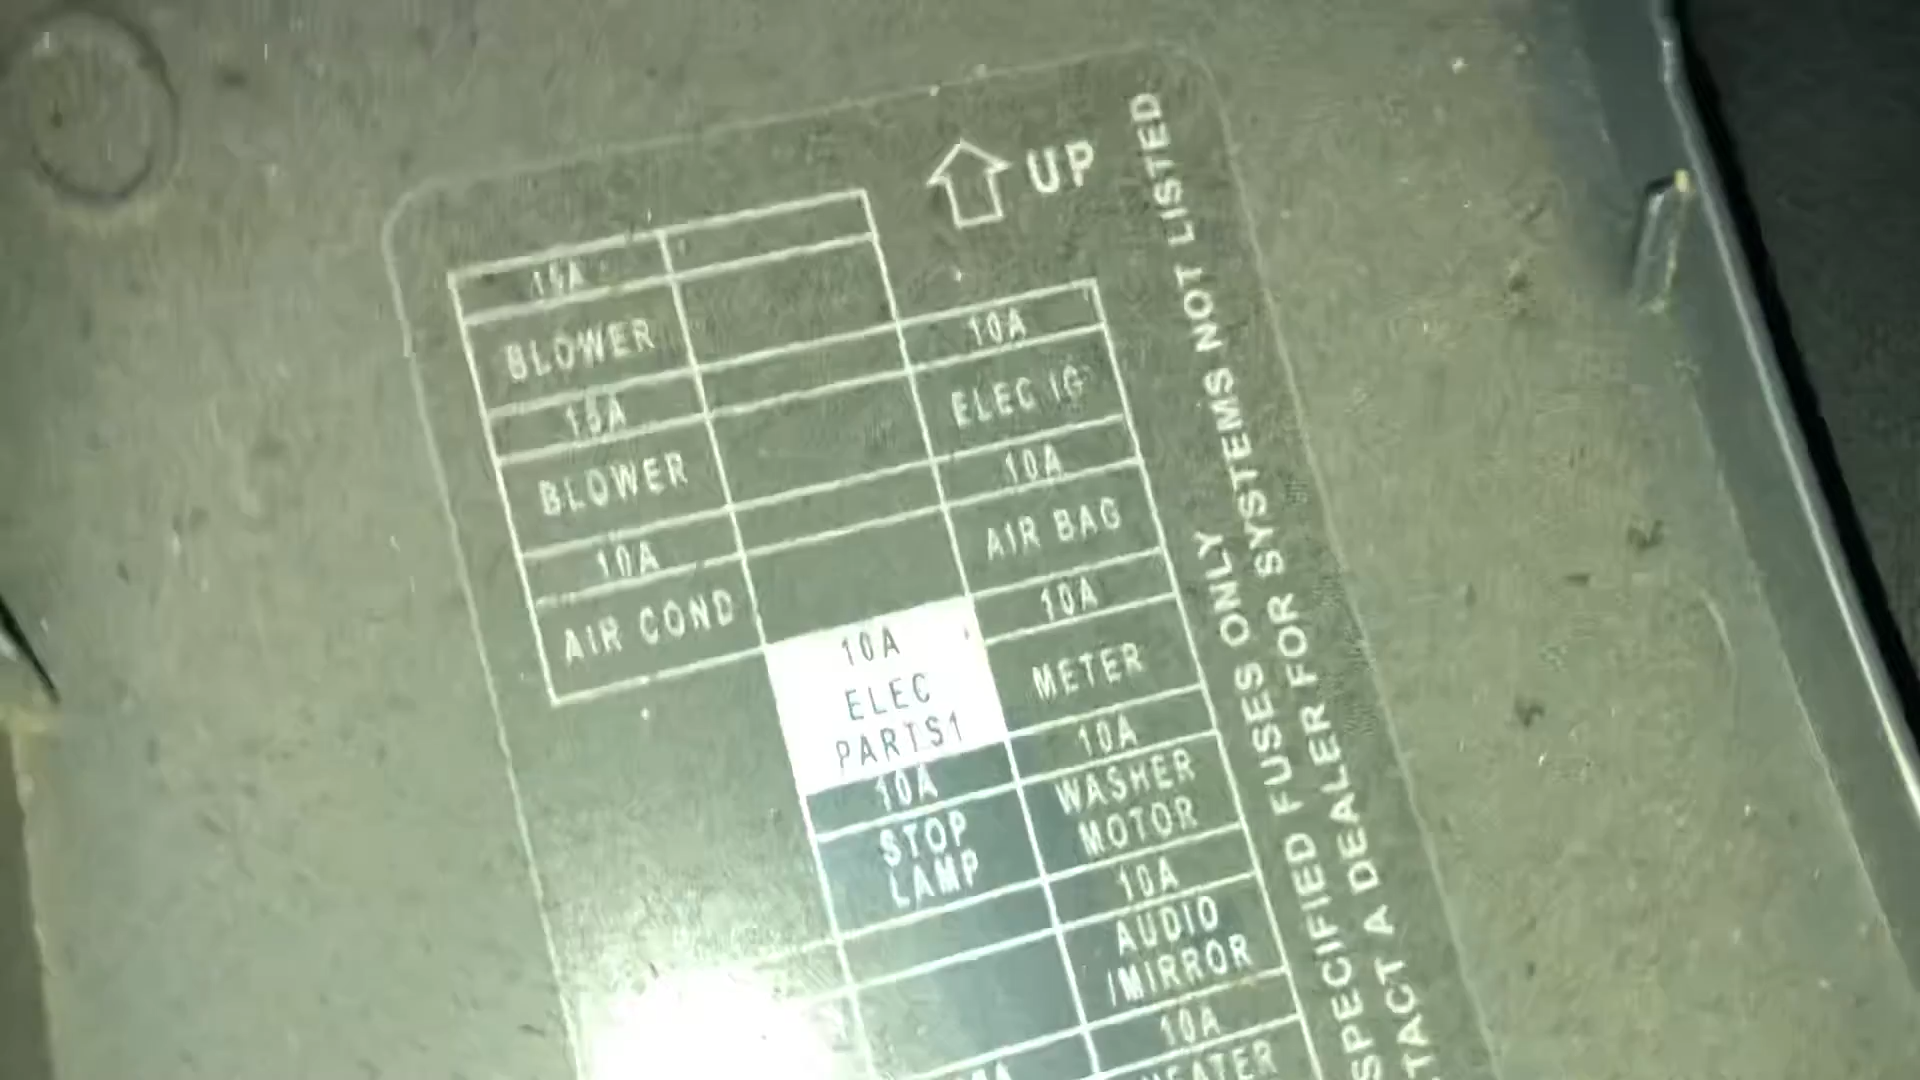 UP
15A
BLOWER
15A
BLOWER
10A
AIR COND
10A
ELEC
PARTS1
10A
STOP
LAMP
10A
ELEC IG
10A
AIR BAG
10A
METER
10A
WASHER
MOTOR
10A
AUDIO
/MIRROR
10A
SPECIFIED FUSES ONLY
A DEALER FOR SYSTEMS NOT LISTED